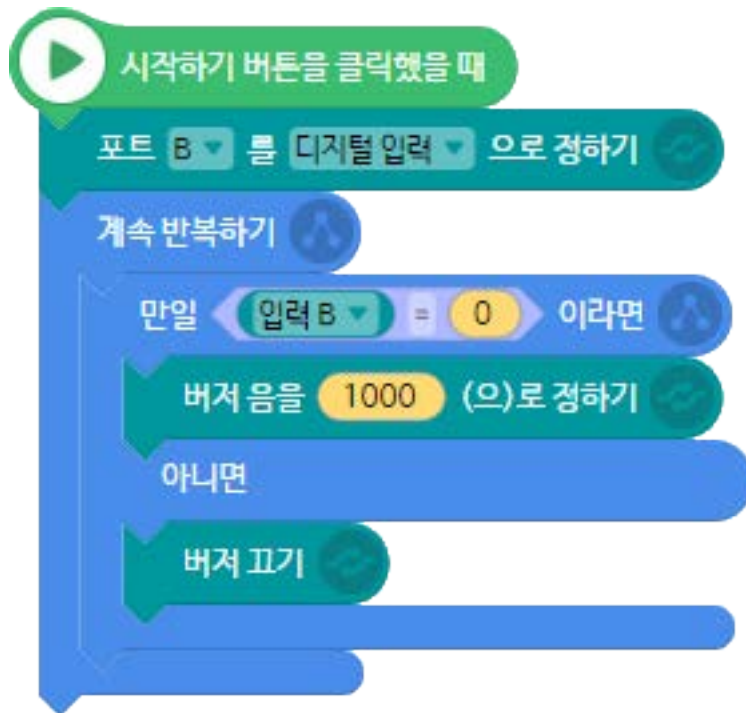 시작하기 버튼을 클릭했을 때
포트 B 를 디지털 입력 으로 정하기
계속 반복하기
만일 입력 B = 0 이라면
버저 음을 1000 (으)로 정하기
아니면
버저 끄기